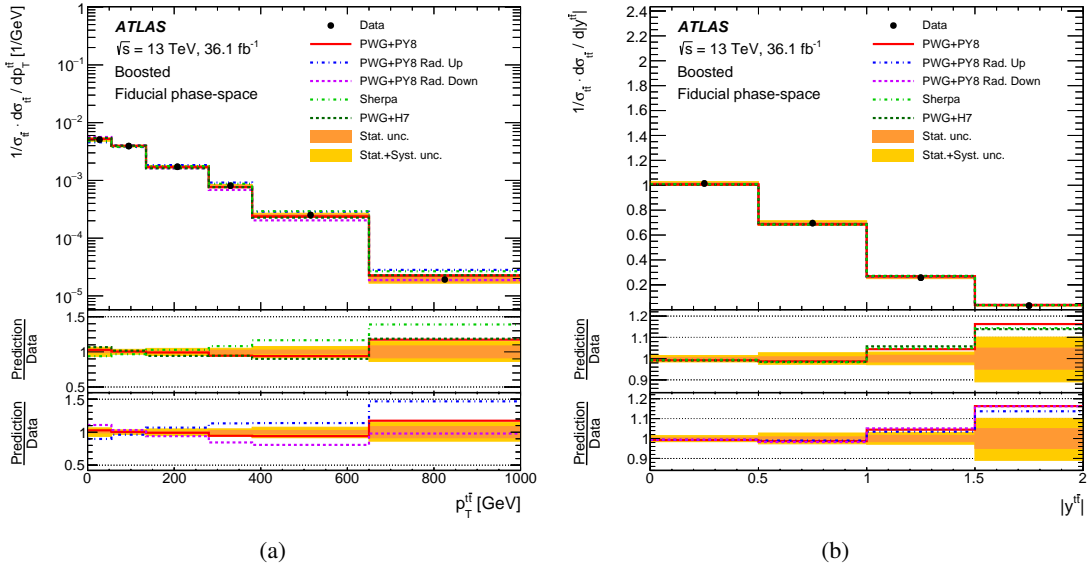 ATLAS
√s = 13 TeV, 36.1 fb⁻¹
Boosted
Fiducial phase-space
Data
PWG+PY8
PWG+PY8 Rad. Up
PWG+PY8 Rad. Down
Sherpa
PWG+H7
Stat. unc.
Stat.+Syst. unc.
1/σ_tt̄ · dσ_tt̄ / dp_T^tt̄ [1/GeV]
1
10⁻¹
10⁻²
10⁻³
10⁻⁴
10⁻⁵
Prediction
Data
1.5
1
0.5
Prediction
Data
1.5
1
0.5
0 200 400 600 800 1000
p_T^tt̄ [GeV]
(a)
ATLAS
√s = 13 TeV, 36.1 fb⁻¹
Boosted
Fiducial phase-space
Data
PWG+PY8
PWG+PY8 Rad. Up
PWG+PY8 Rad. Down
Sherpa
PWG+H7
Stat. unc.
Stat.+Syst. unc.
1/σ_tt̄ · dσ_tt̄ / d|y^tt̄|
2.4
2.2
2
1.8
1.6
1.4
1.2
1
0.8
0.6
0.4
0.2
Prediction
Data
1.2
1.1
1
0.9
Prediction
Data
1.2
1.1
1
0.9
0 0.5 1 1.5 2
|y^tt̄|
(b)